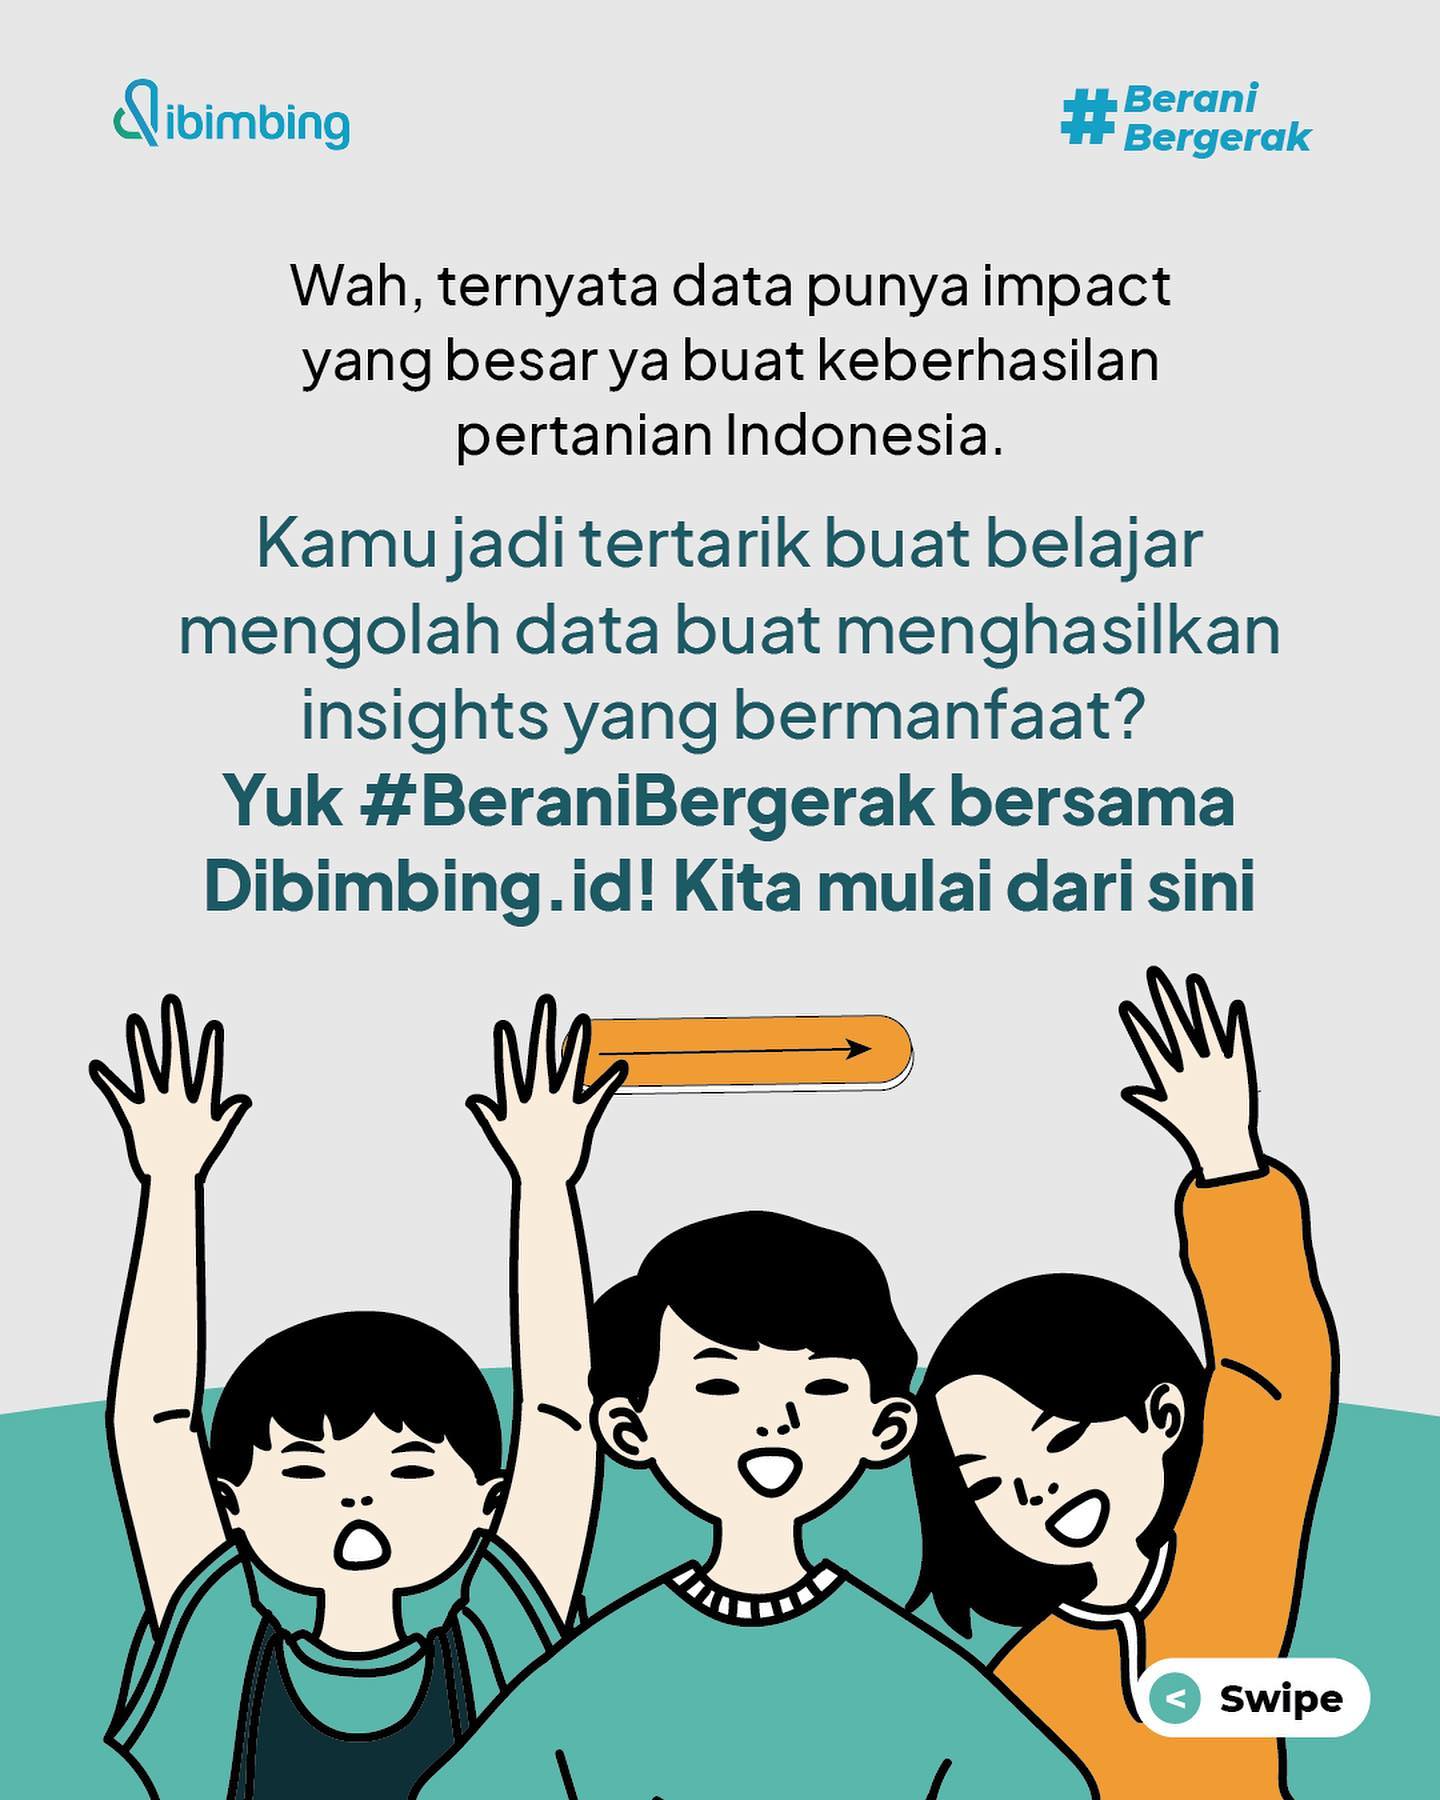 Dibimbing
#Berani
Bergerak
Wah, ternyata data punya impact
yang besar ya buat keberhasilan
pertanian Indonesia.
Kamu jadi tertarik buat belajar
mengolah data buat menghasilkan
insights yang bermanfaat?
Yuk #BeraniBergerak bersama
Dibimbing.id! Kita mulai dari sini
< Swipe